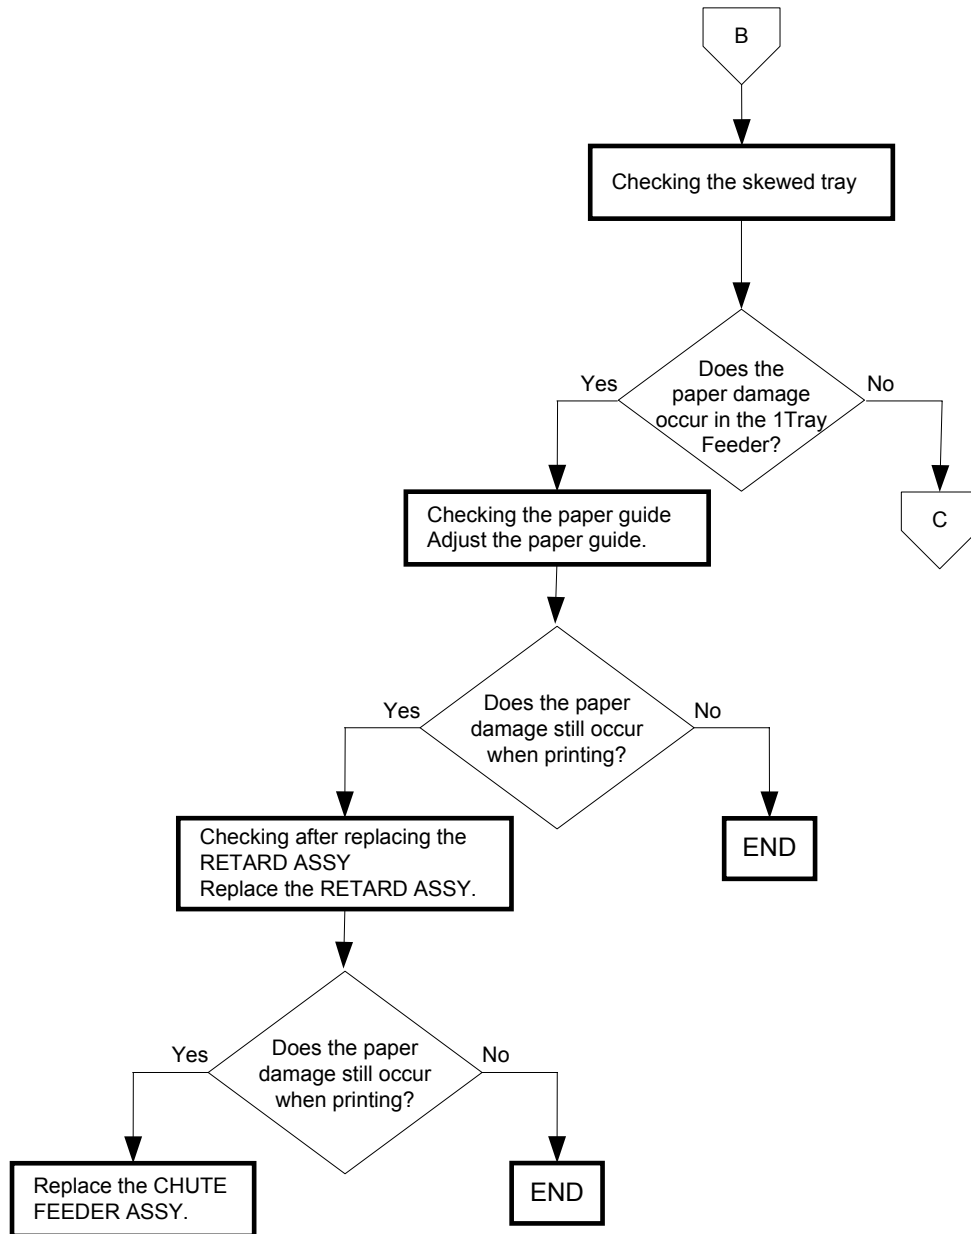 B
Checking the skewed tray
Does the
paper damage
occur in the 1Tray
Feeder?
Yes
No
Checking the paper guide
Adjust the paper guide.
C
Does the paper
damage still occur
when printing?
Yes
No
Checking after replacing the
RETARD ASSY
Replace the RETARD ASSY.
END
Does the paper
damage still occur
when printing?
Yes
No
Replace the CHUTE
FEEDER ASSY.
END